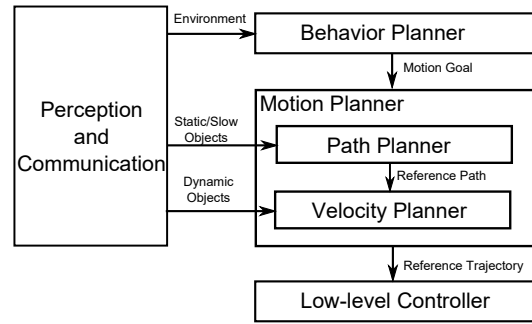 Environment
Behavior Planner
Motion Goal
Motion Planner
Perception
and
Communication
Static/Slow
Objects
Path Planner
Reference Path
Dynamic
Objects
Velocity Planner
Reference Trajectory
Low-level Controller